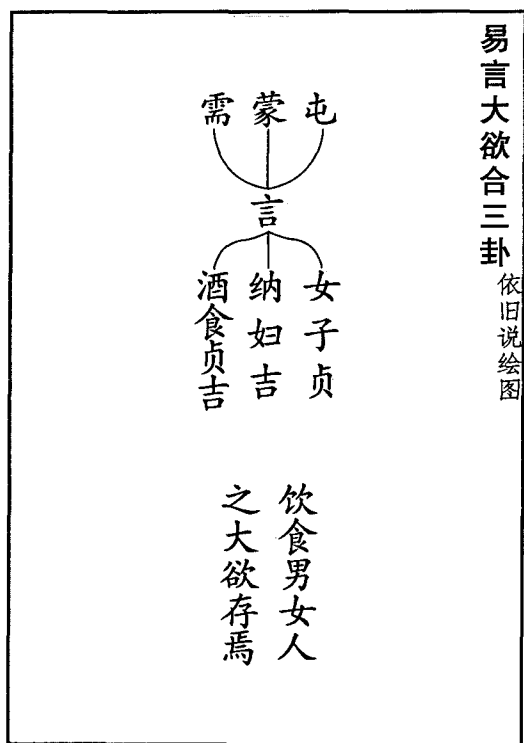 易言大欲合三卦
依旧说绘图
屯
蒙
需
言
女子贞
纳妇吉
酒食贞吉
饮食男女人
之大欲存焉